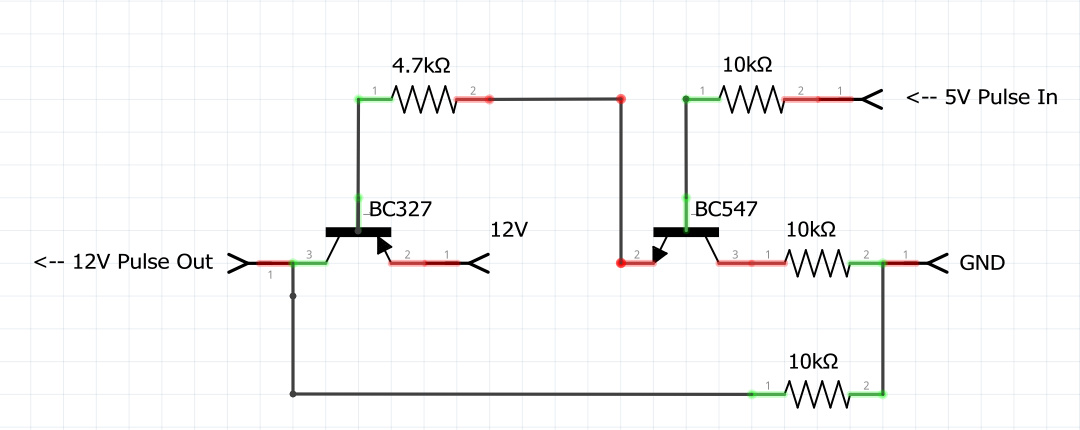 4.7kΩ
10kΩ
1
2
1
2
1
<-- 5V Pulse In
BC327
BC547
12V
10kΩ
<-- 12V Pulse Out
1
3
2
1
2
3
1
2
1
GND
10kΩ
1
2